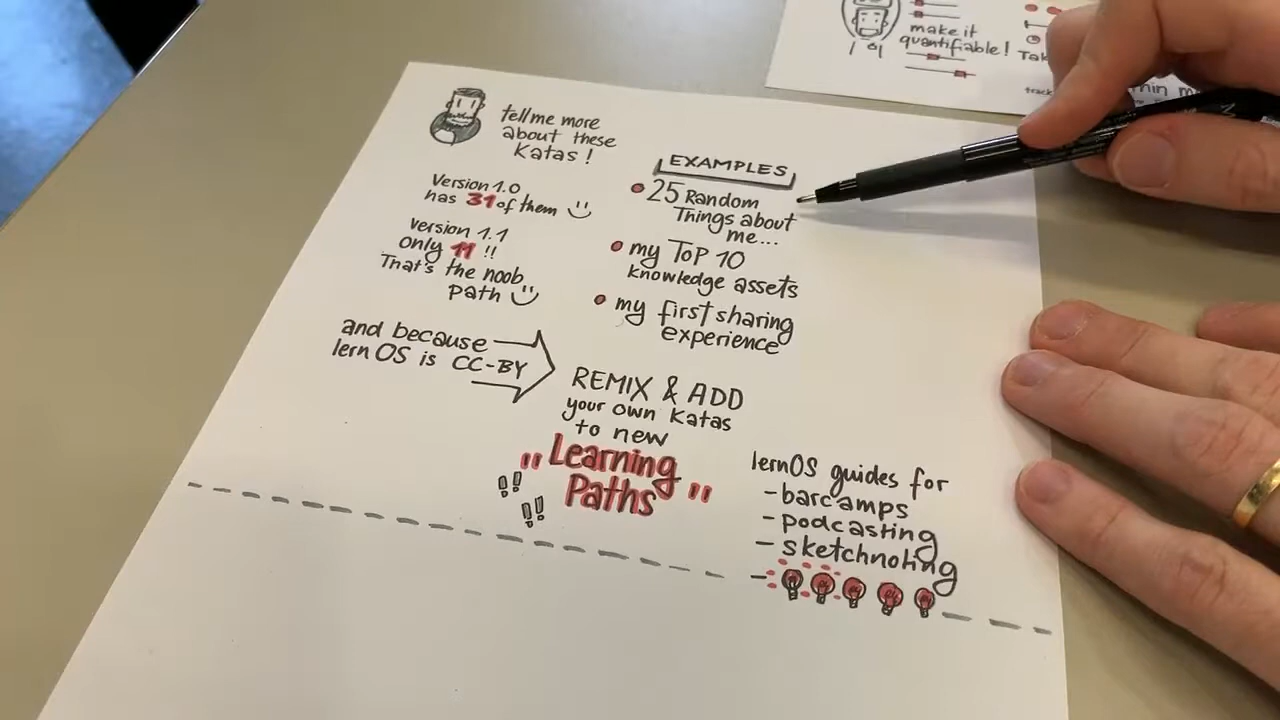 make it
quantifiable!
track
tell me more
about these
Katas!
Version 1.0
has 31 of them
Version 1.1
only 11 !!
That's the noob
path
EXAMPLES
25 Random
Things about
me...
my TOP 10
knowledge assets
my first sharing
experience
and because
lernOS is CC-BY
REMIX & ADD
your own Katas
to new
"Learning
Paths"
lernOS guides for
- barcamps
- podcasting
- sketchnoting
-